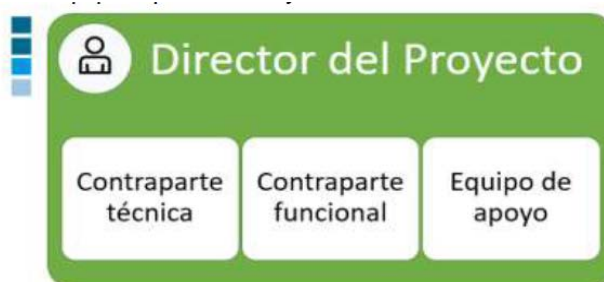 Director del Proyecto
Contraparte
técnica
Contraparte
funcional
Equipo de
apoyo